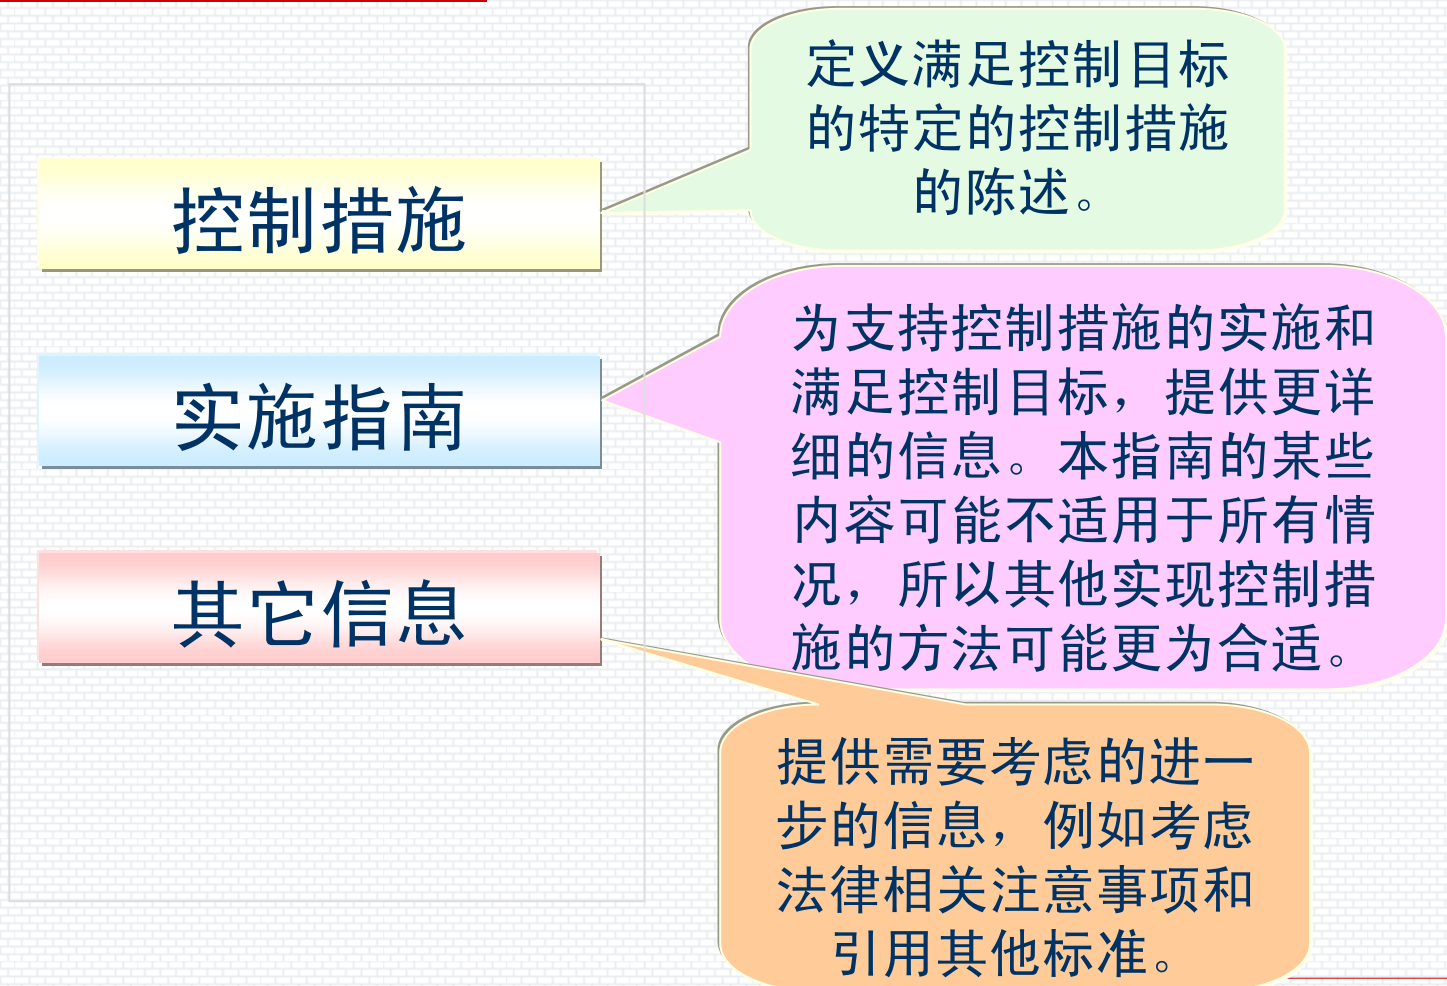 控制措施
定义满足控制目标
的特定的控制措施
的陈述。
实施指南
为支持控制措施的实施和
满足控制目标，提供更详
细的信息。本指南的某些
内容可能不适用于所有情
况，所以其他实现控制措
施的方法可能更为合适。
其它信息
提供需要考虑的进一
步的信息，例如考虑
法律相关注意事项和
引用其他标准。